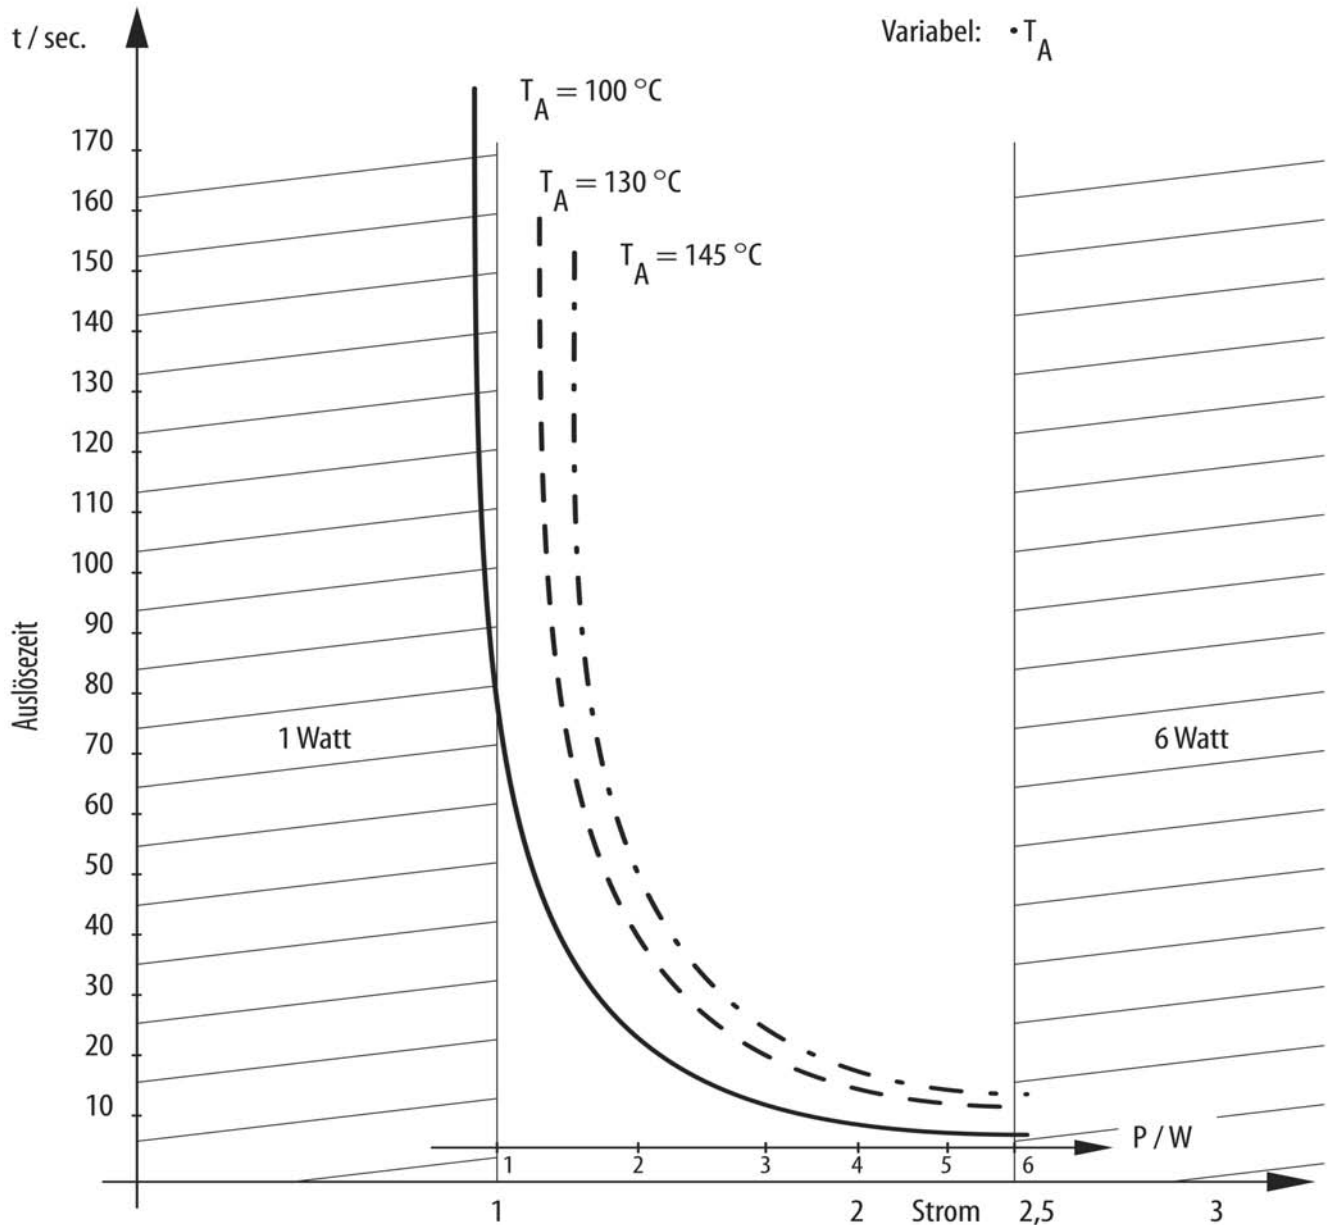 t / sec.
Variabel: • T_A
T_A = 100 °C
170
T_A = 130 °C
160
T_A = 145 °C
150
140
130
120
110
100
90
80
Auslösezeit
1 Watt
6 Watt
70
60
50
40
30
20
10
P / W
1 2 3 4 5 6
1 2 Strom 2,5 3